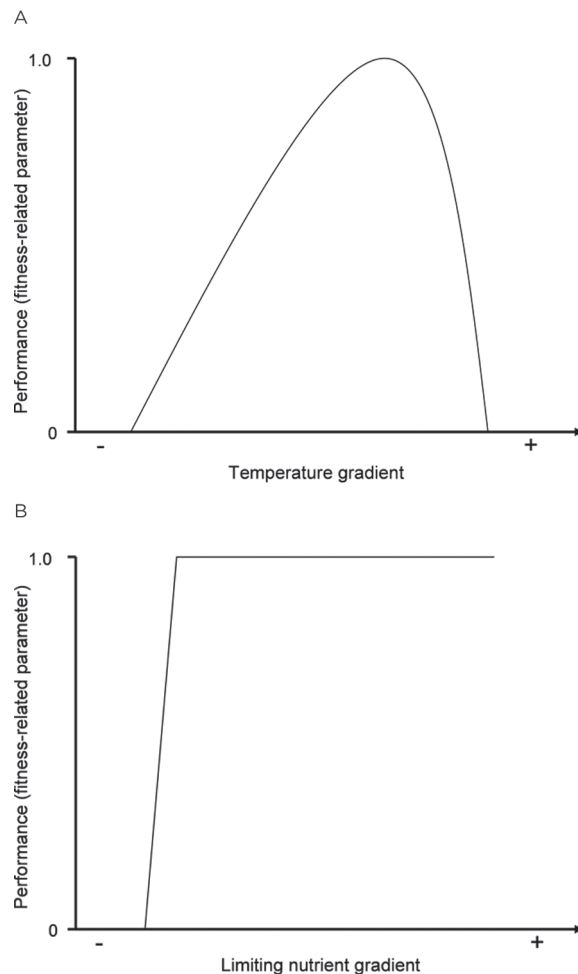 A
1.0
Performance (fitness-related parameter)
0
-
+
Temperature gradient
B
1.0
Performance (fitness-related parameter)
0
-
+
Limiting nutrient gradient